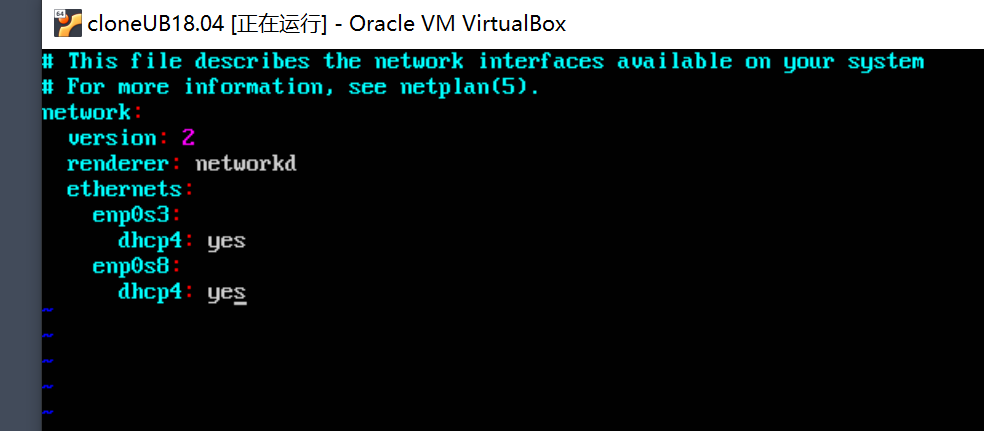 64
cloneUB18.04 [正在运行] - Oracle VM VirtualBox
# This file describes the network interfaces available on your system
# For more information, see netplan(5).
network:
  version: 2
  renderer: networkd
  ethernets:
    enp0s3:
      dhcp4: yes
    enp0s8:
      dhcp4: yes
~
~
~
~
~